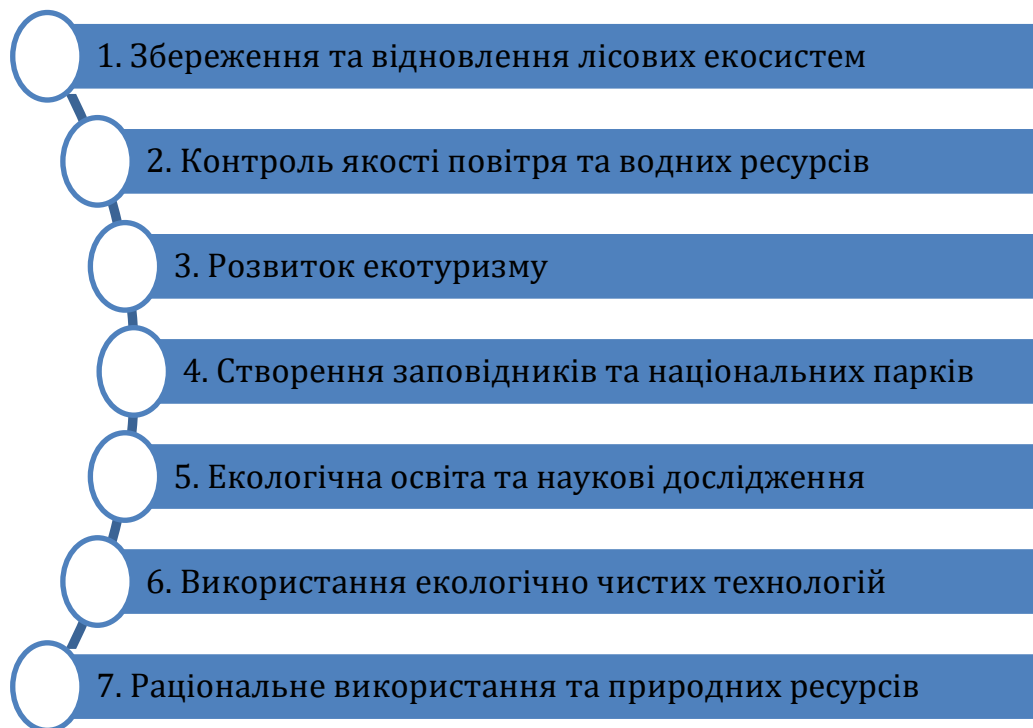 1. Збереження та відновлення лісових екосистем
2. Контроль якості повітря та водних ресурсів
3. Розвиток екотуризму
4. Створення заповідників та національних парків
5. Екологічна освіта та наукові дослідження
6. Використання екологічно чистих технологій
7. Раціональне використання та природних ресурсів